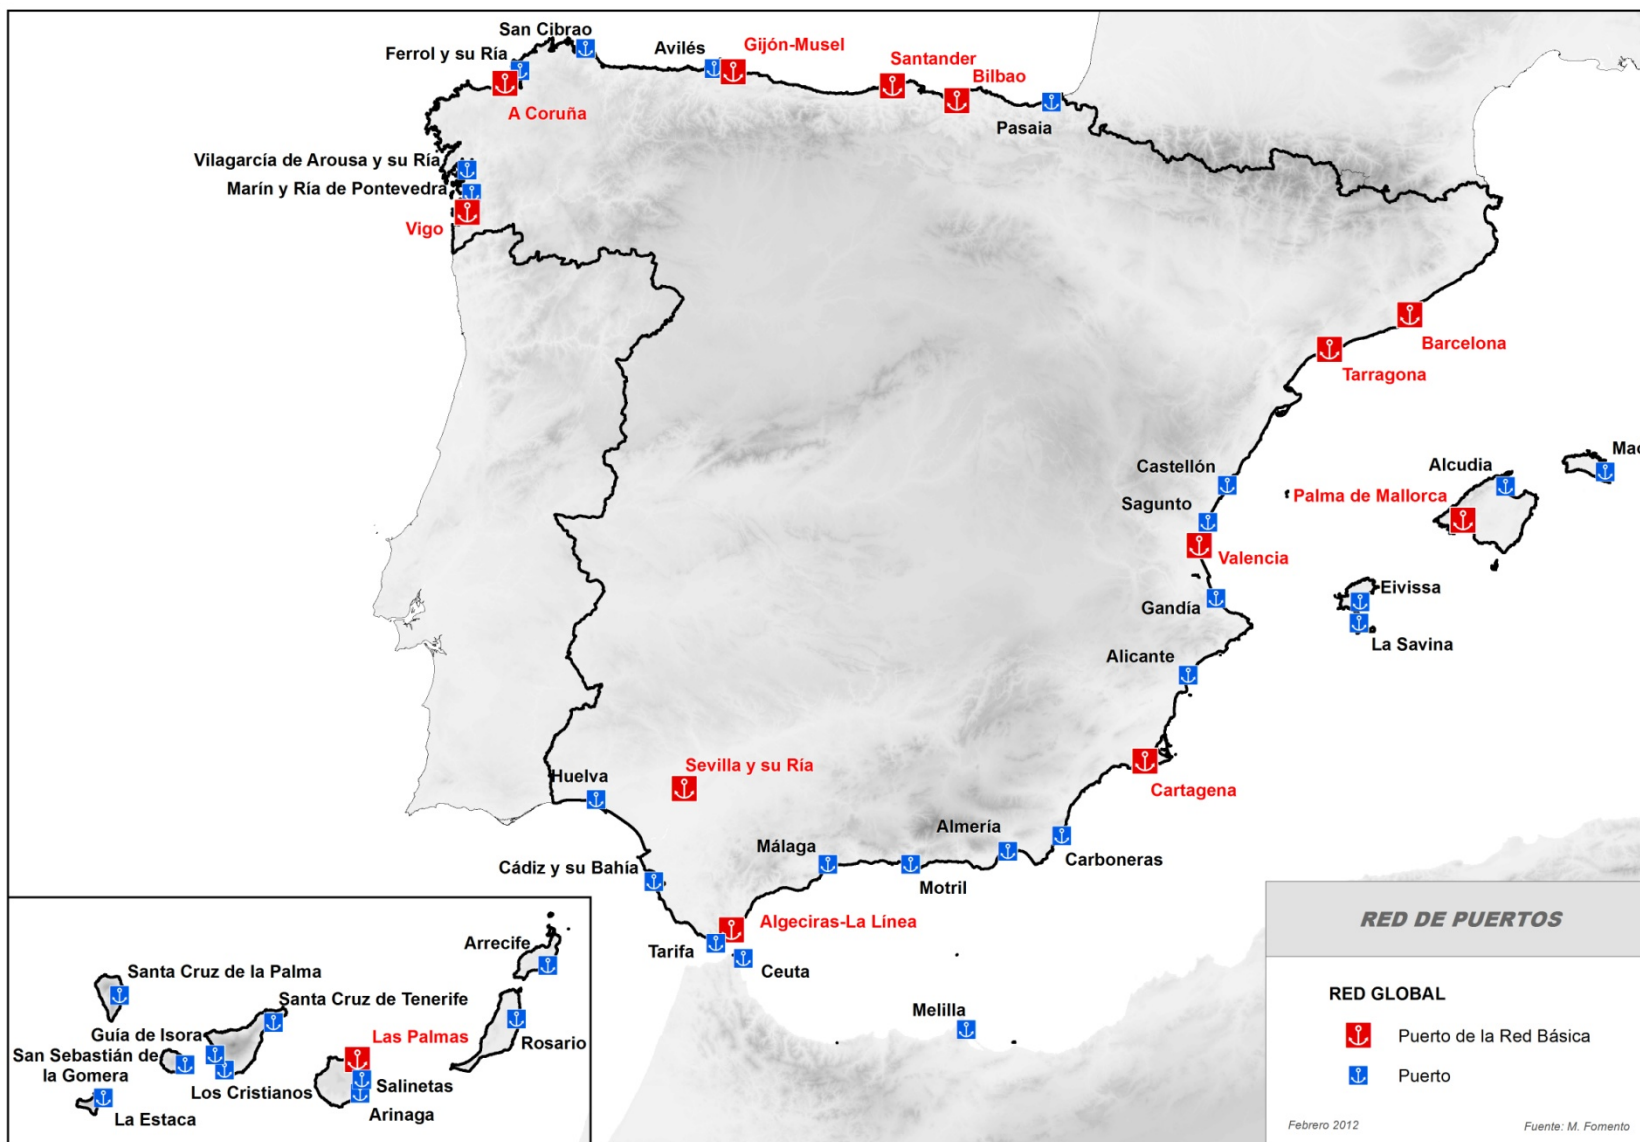 San Cibrao
Ferrol y su Ría
Avilés
Gijón-Musel
Santander
Bilbao
A Coruña
Pasaia
Vilagarcía de Arousa y su Ría
Marín y Ría de Pontevedra
Vigo
Barcelona
Tarragona
Castellón
Alcudia
Mac
Sagunto
Palma de Mallorca
Valencia
Eivissa
Gandía
La Savina
Alicante
Sevilla y su Ría
Huelva
Cartagena
Almería
Málaga
Carboneras
Cádiz y su Bahía
Motril
Algeciras-La Línea
Tarifa
Ceuta
Melilla
Arrecife
Santa Cruz de la Palma
Santa Cruz de Tenerife
Guía de Isora
Las Palmas
Rosario
San Sebastián de
la Gomera
Los Cristianos
Salinetas
La Estaca
Arinaga
RED DE PUERTOS
RED GLOBAL
Puerto de la Red Básica
Puerto
Febrero 2012
Fuente: M. Fomento